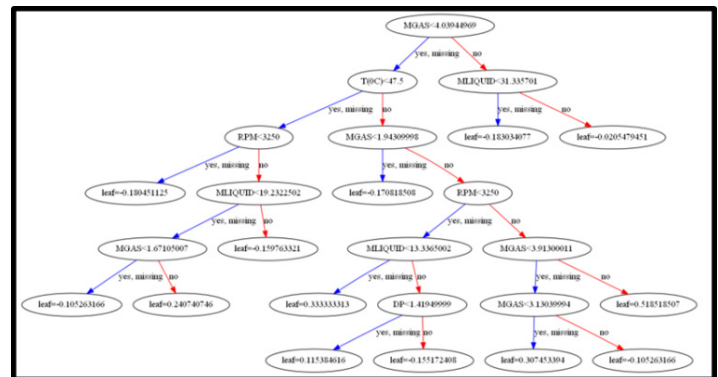 MGAS<4.03944969
yes, missing no
T(0C)<47.5 MLIQUID<31.335701
yes, missing no yes, missing no
RPM<3250 MGAS<1.94309998 leaf=-0.183034077 leaf=-0.0205479451
yes, missing no yes, missing no
leaf=-0.180451125 MLIQUID<19.2322502 leaf=-0.170818508 RPM<3250
yes, missing no yes, missing no
MGAS<1.67105007 leaf=-0.159763321 MLIQUID<13.3365002 MGAS<3.91300011
yes, missing no yes, missing no yes, missing no
leaf=-0.105263166 leaf=0.240740746 leaf=0.333333313 DP<1.41949999 MGAS<3.13039994 leaf=0.518518507
yes, missing no yes, missing no
leaf=0.115384616 leaf=-0.155172408 leaf=0.307453394 leaf=-0.105263166